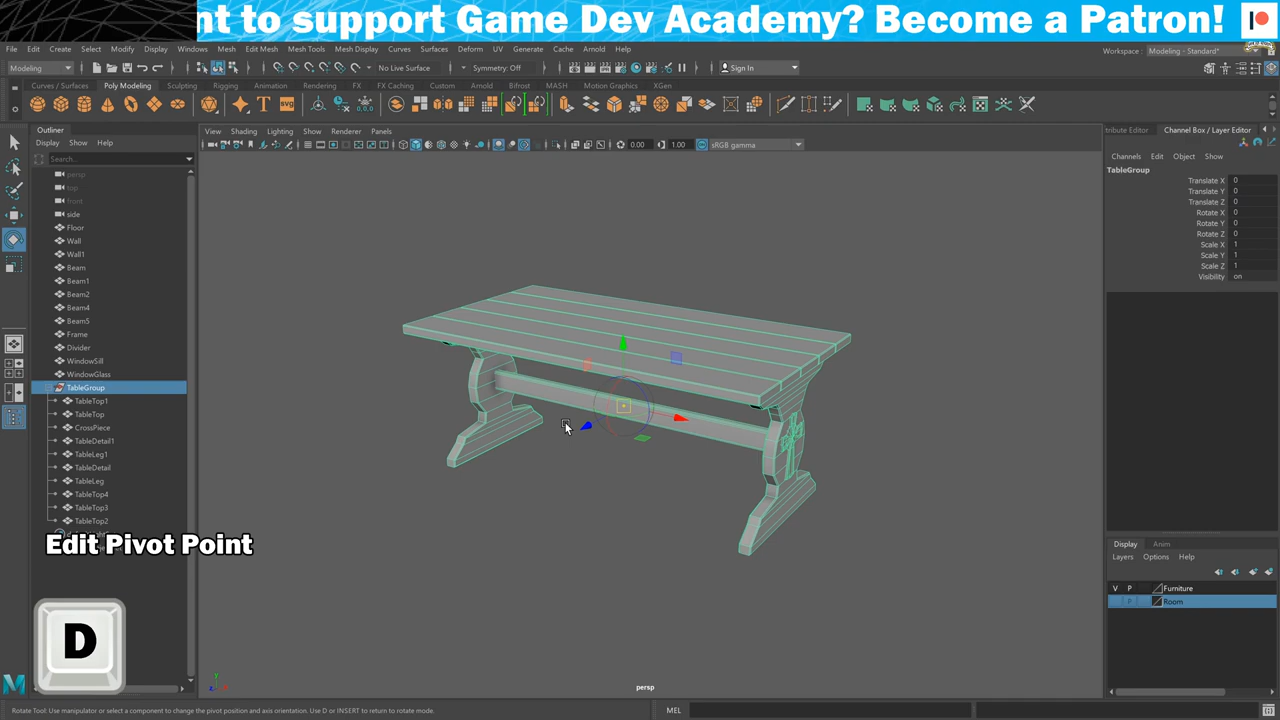 nt to support Game Dev Academy? Become a Patron!
File Edit Create Select Modify Display Windows Mesh Edit Mesh Mesh Tools Mesh Display Curves Surfaces Deform UV Generate Cache Arnold Help
Workspace: Modeling - Standard*
Modeling No Live Surface Symmetry: Off Sign In
Curves / Surfaces Poly Modeling Sculpting Rigging Animation Rendering FX FX Caching Custom Arnold Bifrost MASH Motion Graphics XGen
Outliner
Display Show Help
Search...
View Shading Lighting Show Renderer Panels
0.00 1.00 sRGB gamma
persp
top
front
side
Floor
Wall
Wall1
Beam
Beam1
Beam2
Beam4
Beam5
Frame
Divider
WindowSill
WindowGlass
TableGroup
TableTop1
TableTop
CrossPiece
TableDetail1
TableLeg1
TableDetail
TableLeg
TableTop4
TableTop3
TableTop2
Edit Pivot Point
D
persp
tribute Editor Channel Box / Layer Editor
Channels Edit Object Show
TableGroup
Translate X 0
Translate Y 0
Translate Z 0
Rotate X 0
Rotate Y 0
Rotate Z 0
Scale X 1
Scale Y 1
Scale Z 1
Visibility on
Display Anim
Layers Options Help
V P Furniture
P Room
Rotate Tool: Use manipulators or select a component to change the pivot position and axis orientation. Use D or INSERT to return to rotate mode.
MEL